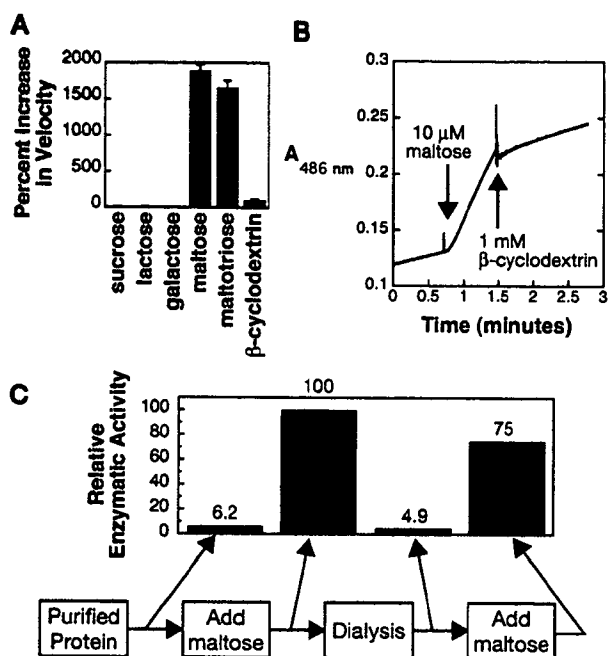 A
Percent Increase
in Velocity
2000
1500
1000
500
0
sucrose
lactose
galactose
maltose
maltotriose
β-cyclodextrin
B
A 486 nm
0.3
0.25
0.2
0.15
0.1
10 μM
maltose
1 mM
β-cyclodextrin
0 0.5 1 1.5 2 2.5 3
Time (minutes)
C
Relative
Enzymatic Activity
100
80
60
40
20
0
6.2
100
4.9
75
Purified
Protein
Add
maltose
Dialysis
Add
maltose